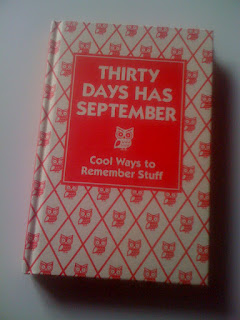 THIRTY
DAYS HAS
SEPTEMBER
Cool Ways to
Remember Stuff